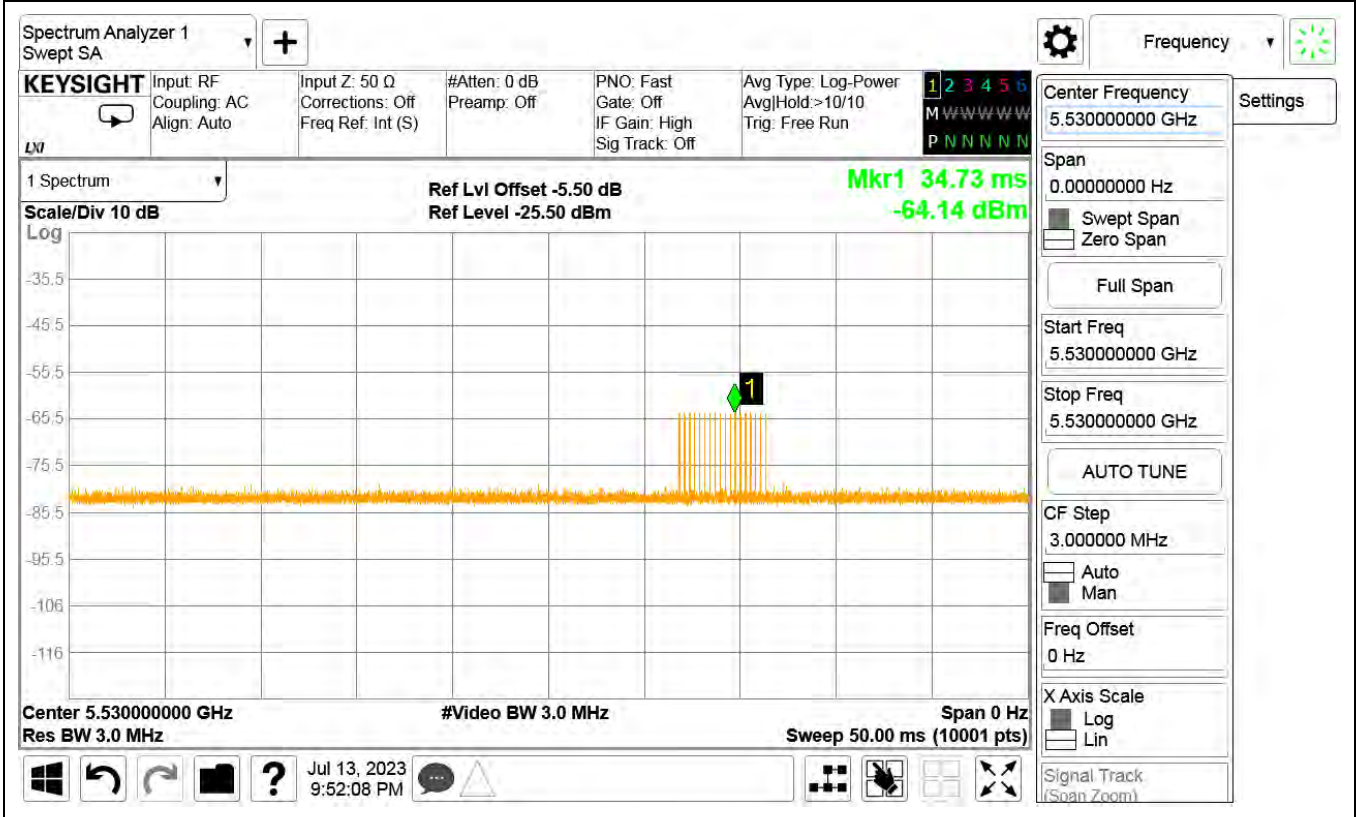 Spectrum Analyzer 1
Swept SA
+
Frequency
KEYSIGHT
LXI
Input: RF
Coupling: AC
Align: Auto
Input Z: 50 Ω
Corrections: Off
Freq Ref: Int (S)
#Atten: 0 dB
Preamp: Off
PNO: Fast
Gate: Off
IF Gain: High
Sig Track: Off
Avg Type: Log-Power
Avg|Hold:>10/10
Trig: Free Run
1 2 3 4 5 6
M W W W W W W
P N N N N N N
Center Frequency
5.530000000 GHz
Settings
Span
0.00000000 Hz
Swept Span
Zero Span
Full Span
Start Freq
5.530000000 GHz
Stop Freq
5.530000000 GHz
AUTO TUNE
CF Step
3.000000 MHz
Auto
Man
Freq Offset
0 Hz
X Axis Scale
Log
Lin
Signal Track
(Span Zoom)
1 Spectrum
Scale/Div 10 dB
Log
Ref Lvl Offset -5.50 dB
Ref Level -25.50 dBm
Mkr1 34.73 ms
-64.14 dBm
-35.5
-45.5
-55.5
1
-65.5
-75.5
-85.5
-95.5
-106
-116
Center 5.530000000 GHz
Res BW 3.0 MHz
#Video BW 3.0 MHz
Span 0 Hz
Sweep 50.00 ms (10001 pts)
?
Jul 13, 2023
9:52:08 PM